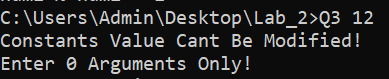 C:\Users\Admin\Desktop\Lab_2>Q3 12
Constants Value Cant Be Modified!
Enter 0 Arguments Only!